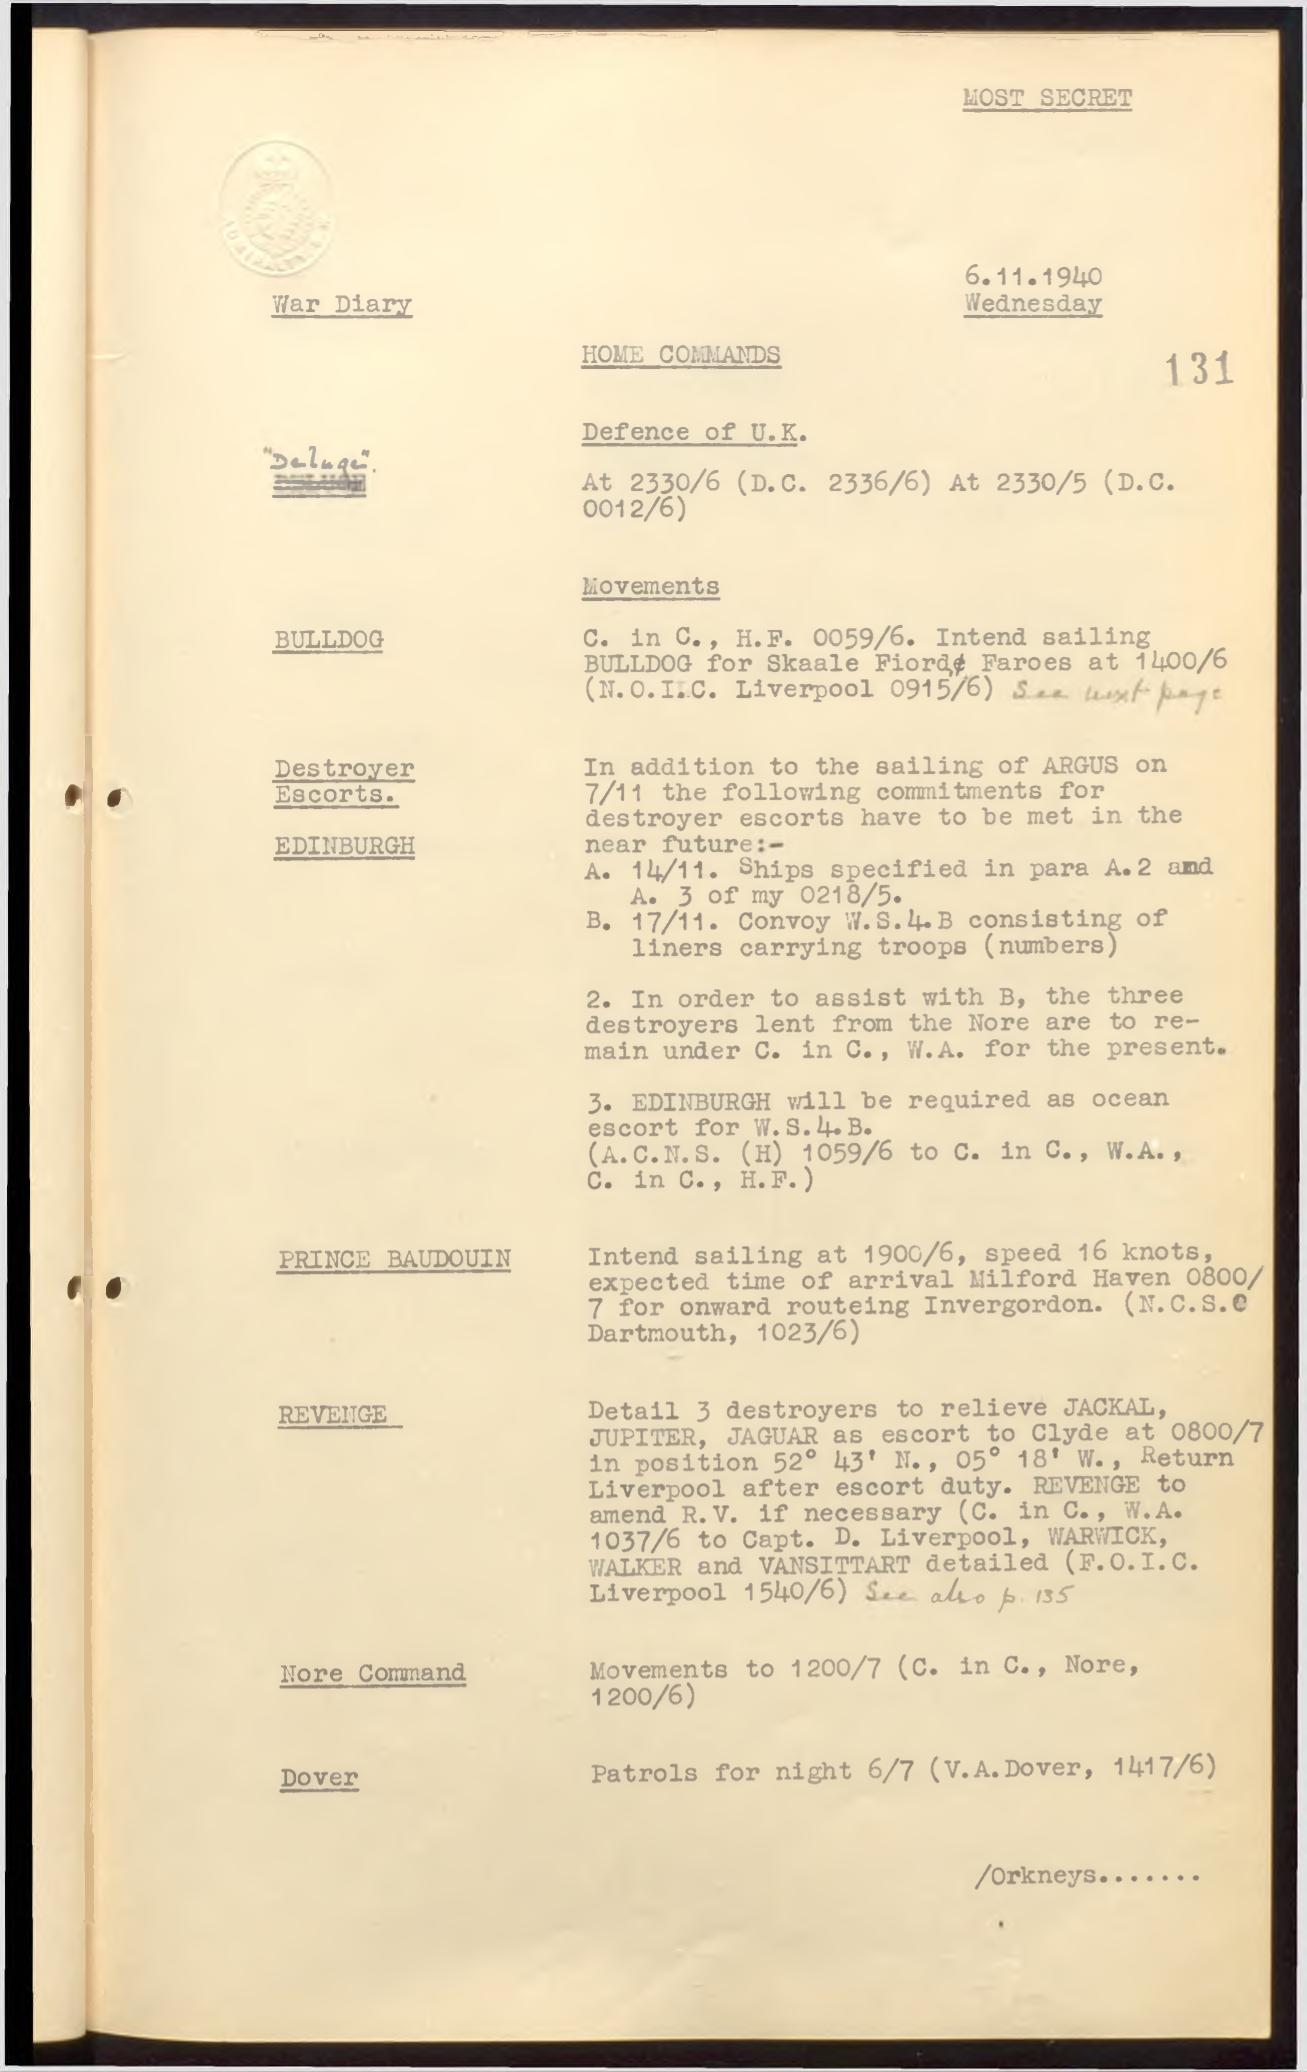 MOST SECRET
6.11.1940
War Diary
Wednesday
HOME COMMANDS
131
Defence of U.K.
"Deluge".
DELUGE
At 2330/6 (D.C. 2336/6) At 2330/5 (D.C.
0012/6)
Movements
BULLDOG
C. in C., H.F. 0059/6. Intend sailing
BULLDOG for Skaale Fiord, Faroes at 1400/6
(N.O.I.C. Liverpool 0915/6) See next page
Destroyer
Escorts.
EDINBURGH
In addition to the sailing of ARGUS on
7/11 the following commitments for
destroyer escorts have to be met in the
near future:-
A. 14/11. Ships specified in para A.2 and
A. 3 of my 0218/5.
B. 17/11. Convoy W.S.4.B consisting of
liners carrying troops (numbers)
2. In order to assist with B, the three
destroyers lent from the Nore are to re-
main under C. in C., W.A. for the present.
3. EDINBURGH will be required as ocean
escort for W.S.4.B.
(A.C.N.S. (H) 1059/6 to C. in C., W.A.,
C. in C., H.F.)
PRINCE BAUDOUIN
Intend sailing at 1900/6, speed 16 knots,
expected time of arrival Milford Haven 0800/
7 for onward routeing Invergordon. (N.C.S.O
Dartmouth, 1023/6)
REVENGE
Detail 3 destroyers to relieve JACKAL,
JUPITER, JAGUAR as escort to Clyde at 0800/7
in position 52° 43' N., 05° 18' W., Return
Liverpool after escort duty. REVENGE to
amend R.V. if necessary (C. in C., W.A.
1037/6 to Capt. D. Liverpool, WARWICK,
WALKER and VANSITTART detailed (F.O.I.C.
Liverpool 1540/6) See also p. 135
Nore Command
Movements to 1200/7 (C. in C., Nore,
1200/6)
Dover
Patrols for night 6/7 (V.A.Dover, 1417/6)
/Orkneys.......